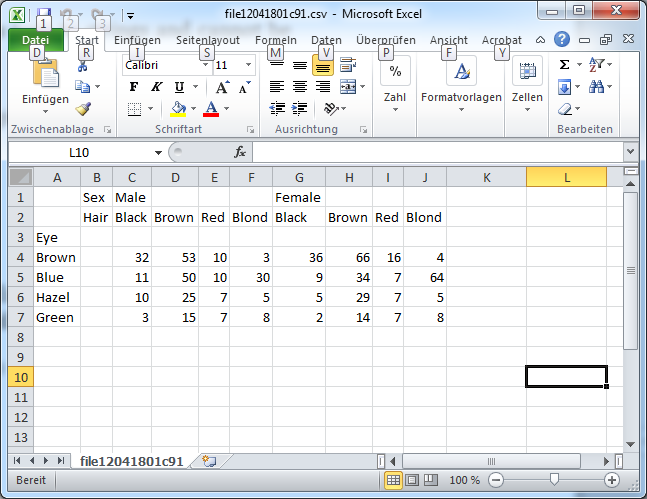 file12041801c91.csv - Microsoft Excel
1 2 3
Datei Start Einfügen Seitenlayout Formeln Daten Überprüfen Ansicht Acrobat
D R I S M V P F Y
Einfügen
Calibri 11
F K U
A A
%
Zahl
A
Formatvorlagen
Zellen
Σ
Zwischenablage Schriftart Ausrichtung Bearbeiten
L10 fx
A B C D E F G H I J K L
1 Sex Male Female
2 Hair Black Brown Red Blond Black Brown Red Blond
3 Eye
4 Brown 32 53 10 3 36 66 16 4
5 Blue 11 50 10 30 9 34 7 64
6 Hazel 10 25 7 5 5 29 7 5
7 Green 3 15 7 8 2 14 7 8
8
9
10
11
12
13
file12041801c91
Bereit 100 %